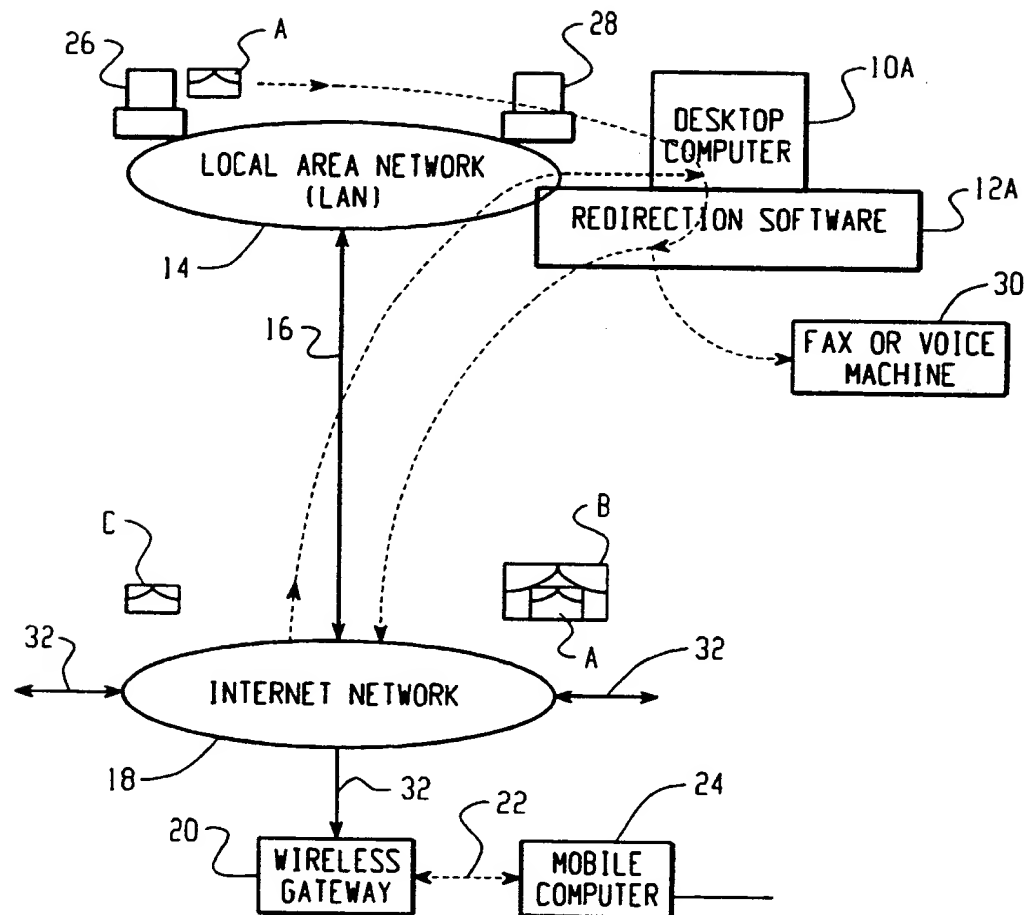 A
26
28
10A
DESKTOP
COMPUTER
LOCAL AREA NETWORK
(LAN)
12A
REDIRECTION SOFTWARE
14
30
16
FAX OR VOICE
MACHINE
C
B
A
32
32
INTERNET NETWORK
18
32
22
24
20
WIRELESS
GATEWAY
MOBILE
COMPUTER